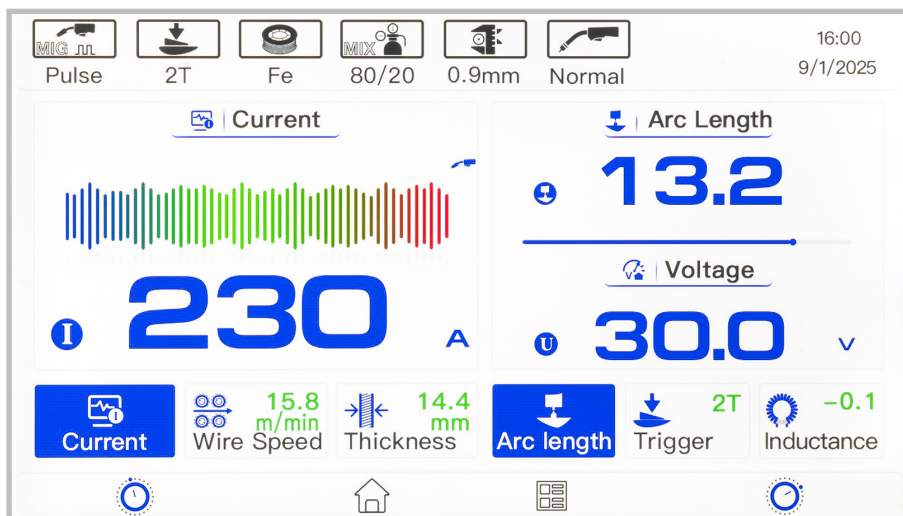 MIG
MIX
Pulse
2T
Fe
80/20
0.9mm
Normal
16:00
9/1/2025
Current
Arc Length
13.2
Voltage
I
230
A
U
30.0
V
Current
15.8
m/min
Wire Speed
14.4
mm
Thickness
Arc length
2T
Trigger
-0.1
Inductance